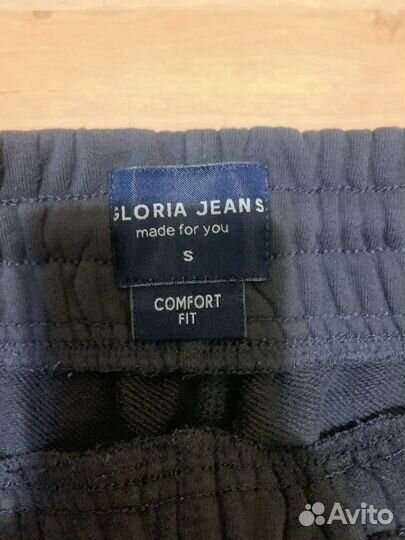 GLORIA JEANS
made for you
S
COMFORT
FIT
Avito